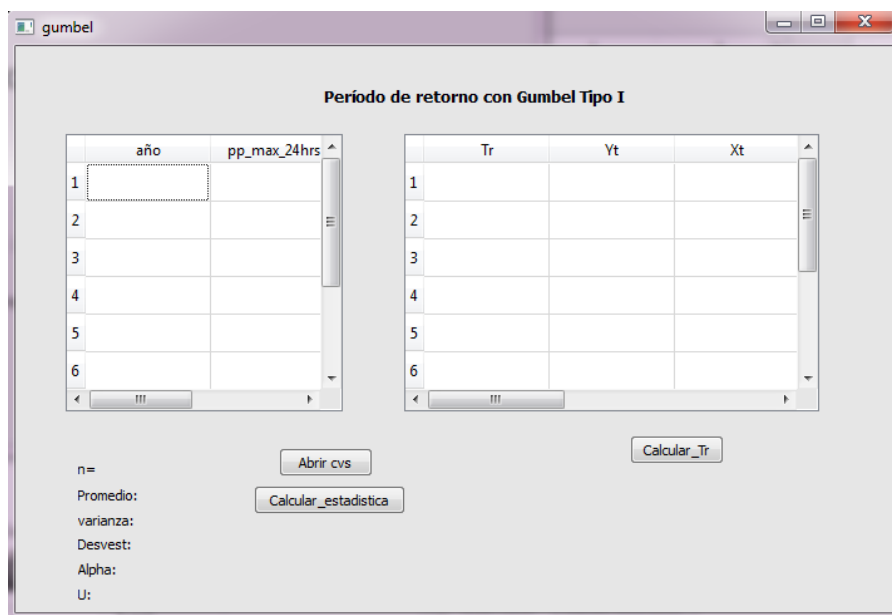 gumbel
Período de retorno con Gumbel Tipo I
año pp_max_24hrs
1
2
3
4
5
6
Tr Yt Xt
1
2
3
4
5
6
Abrir cvs
Calcular_estadistica
Calcular_Tr
n=
Promedio:
varianza:
Desvest:
Alpha:
U: